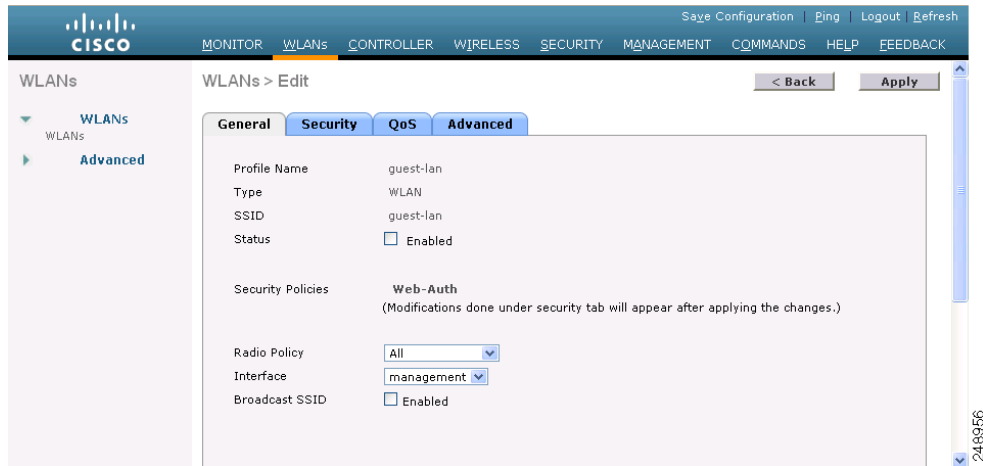 Save Configuration | Ping | Logout | Refresh
CISCO
MONITOR WLANs CONTROLLER WIRELESS SECURITY MANAGEMENT COMMANDS HELP FEEDBACK
WLANs
WLANs > Edit
< Back
Apply
WLANs
WLANs
Advanced
General Security QoS Advanced
Profile Name guest-lan
Type WLAN
SSID guest-lan
Status Enabled
Security Policies Web-Auth
(Modifications done under security tab will appear after applying the changes.)
Radio Policy All
Interface management
Broadcast SSID Enabled
248956